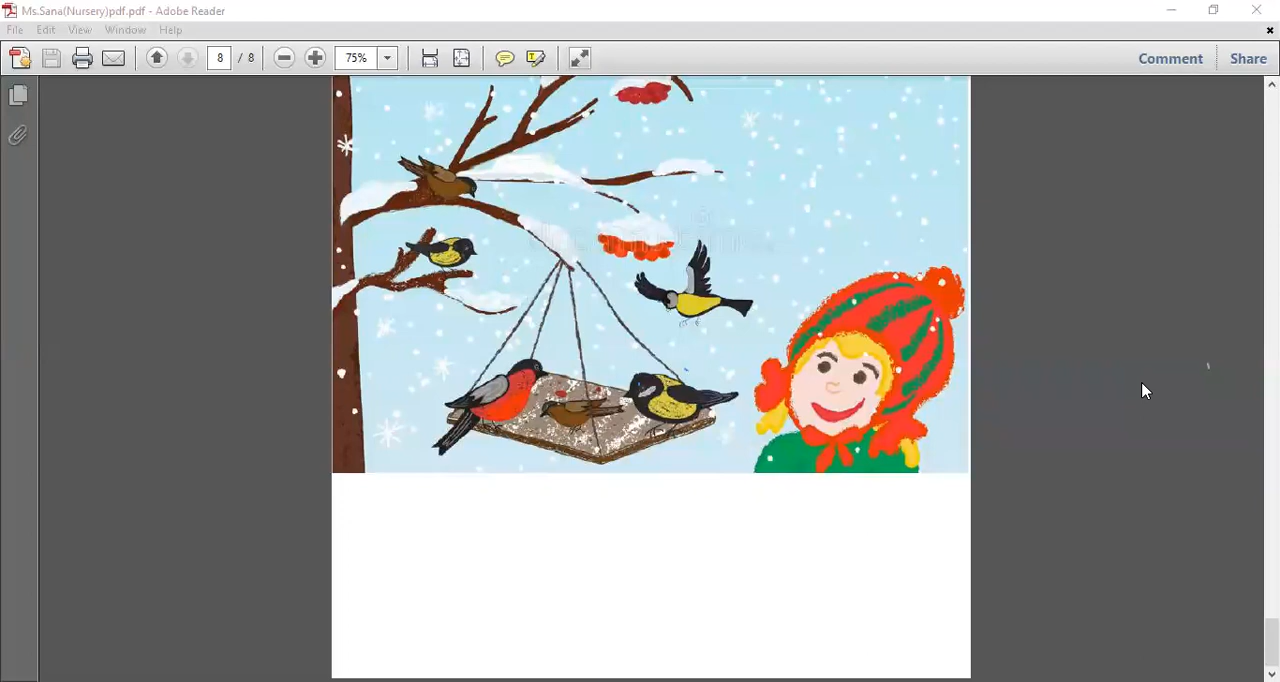 Ms.Sana(Nursery)pdf.pdf - Adobe Reader
File Edit View Window Help
8 / 8 75% Comment Share